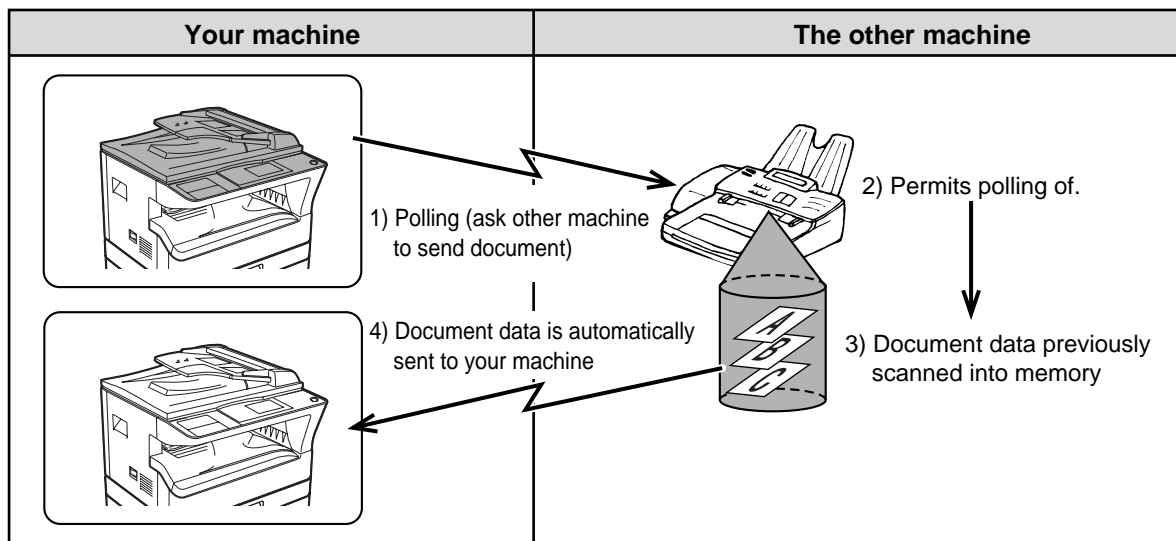 Your machine
The other machine
1) Polling (ask other machine
to send document)
2) Permits polling of.
3) Document data previously
scanned into memory
4) Document data is automatically
sent to your machine
A
B
C